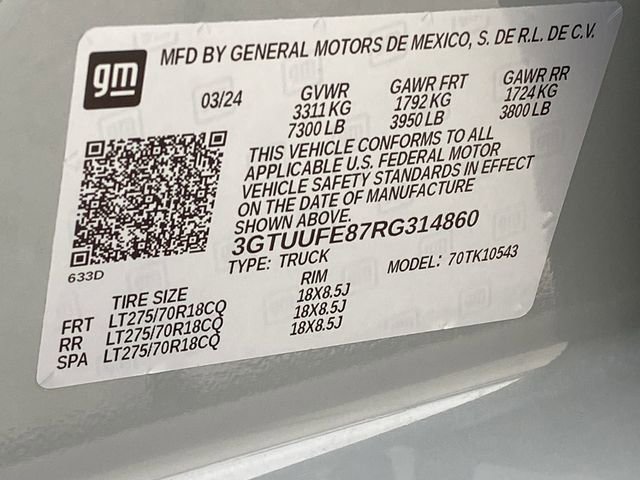 gm
MFD BY GENERAL MOTORS DE MEXICO, S. DE R.L. DE C.V.
03/24 GVWR GAWR FRT GAWR RR
3311 KG 1792 KG 1724 KG
7300 LB 3950 LB 3800 LB
THIS VEHICLE CONFORMS TO ALL
APPLICABLE U.S. FEDERAL MOTOR
VEHICLE SAFETY STANDARDS IN EFFECT
ON THE DATE OF MANUFACTURE
SHOWN ABOVE.
3GTUUFE87RG314860
633D
TYPE: TRUCK MODEL: 70TK10543
TIRE SIZE RIM
FRT LT275/70R18CQ 18X8.5J
RR LT275/70R18CQ 18X8.5J
SPA LT275/70R18CQ 18X8.5J